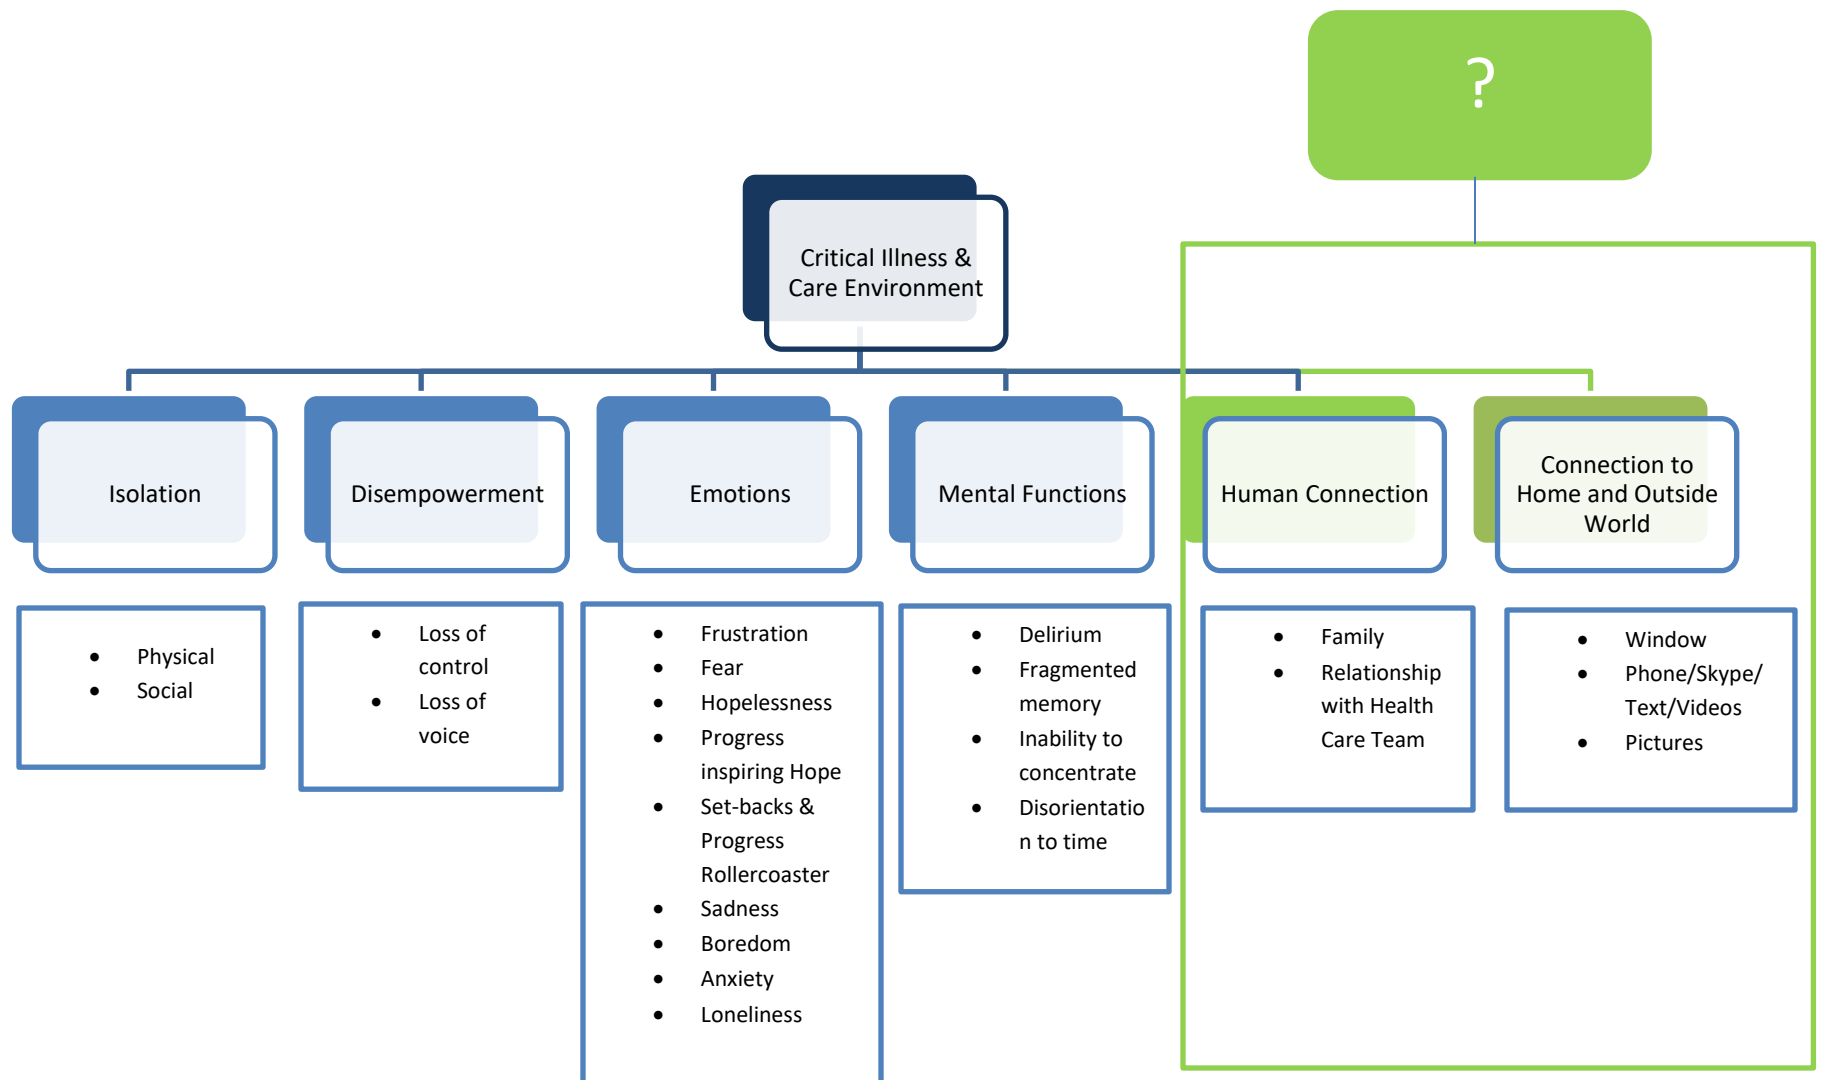 ?
Critical Illness &
Care Environment
Isolation
Disempowerment
Emotions
Mental Functions
Human Connection
Connection to
Home and Outside
World
• Physical
• Social
• Loss of
control
• Loss of
voice
• Frustration
• Fear
• Hopelessness
• Progress
inspiring Hope
• Set-backs &
Progress
Rollercoaster
• Sadness
• Boredom
• Anxiety
• Loneliness
• Delirium
• Fragmented
memory
• Inability to
concentrate
• Disorientatio
n to time
• Family
• Relationship
with Health
Care Team
• Window
• Phone/Skype/
Text/Videos
• Pictures